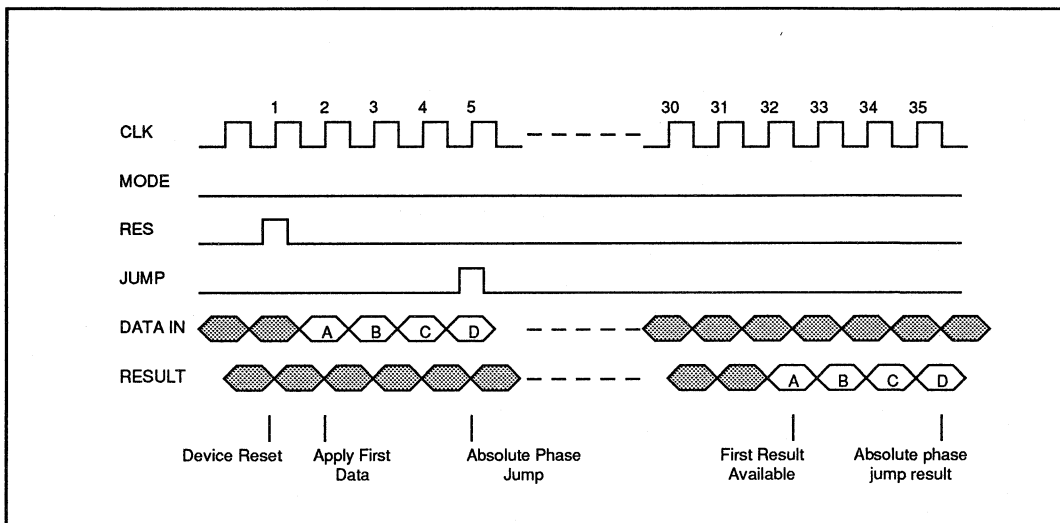 1 2 3 4 5 30 31 32 33 34 35
CLK
MODE
RES
JUMP
DATA IN A B C D
RESULT A B C D
Device Reset
Apply First
Data
Absolute Phase
Jump
First Result
Available
Absolute phase
jump result